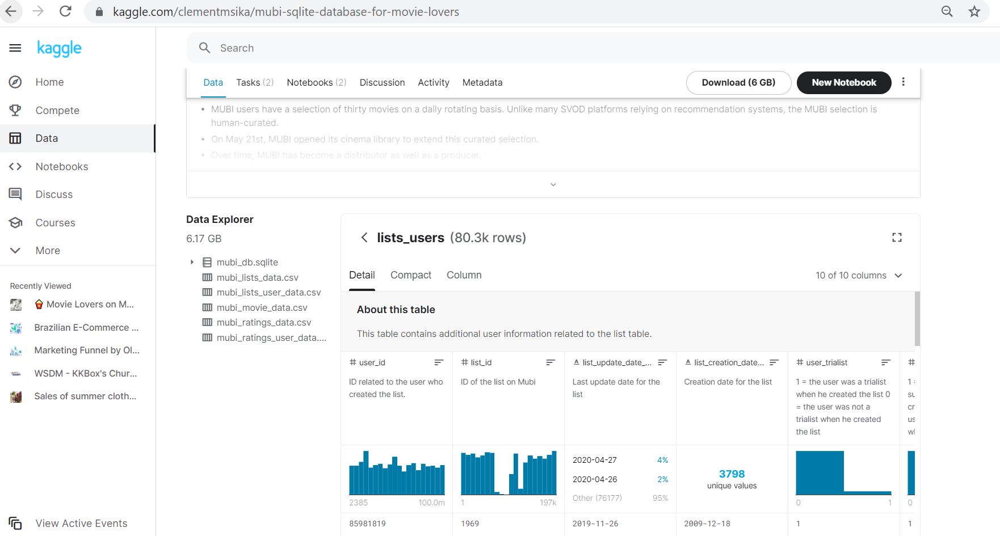 kaggle.com/clementmsika/mubi-sqlite-database-for-movie-lovers
kaggle
Search
Home
Compete
Data
Notebooks
Discuss
Courses
More
Recently Viewed
Movie Lovers on M...
Brazilian E-Commerce ...
Marketing Funnel by Ol...
WSDM - KKBox's Chur...
Sales of summer cloth...
View Active Events
Data Tasks (2) Notebooks (2) Discussion Activity Metadata Download (6 GB) New Notebook
• MUBI users have a selection of thirty movies on a daily rotating basis. Unlike many SVOD platforms relying on recommendation systems, the MUBI selection is
human-curated.
• On May 21st, MUBI opened its cinema library to extend this curated selection.
• Over time, MUBI has become a distributor as well as a producer.
Data Explorer
6.17 GB
mubi_db.sqlite
mubi_lists_data.csv
mubi_lists_user_data.csv
mubi_movie_data.csv
mubi_ratings_data.csv
mubi_ratings_user_data....
lists_users (80.3k rows)
Detail Compact Column 10 of 10 columns
About this table
This table contains additional user information related to the list table.
# user_id
ID related to the user who
created the list.
2385 100.0m
85981819
# list_id
ID of the list on Mubi
1 197k
1969
A list_update_date_...
Last update date for the
list
2020-04-27 4%
2020-04-26 2%
Other (76177) 95%
2019-11-26
A list_creation_date...
Creation date for the list
3798
unique values
2009-12-18
# user_trialist
1 = the user was a trialist
when he created the list 0
= the user was not a
trialist when he created
the list
0 1
1
#
1
su
cr
us
0
1